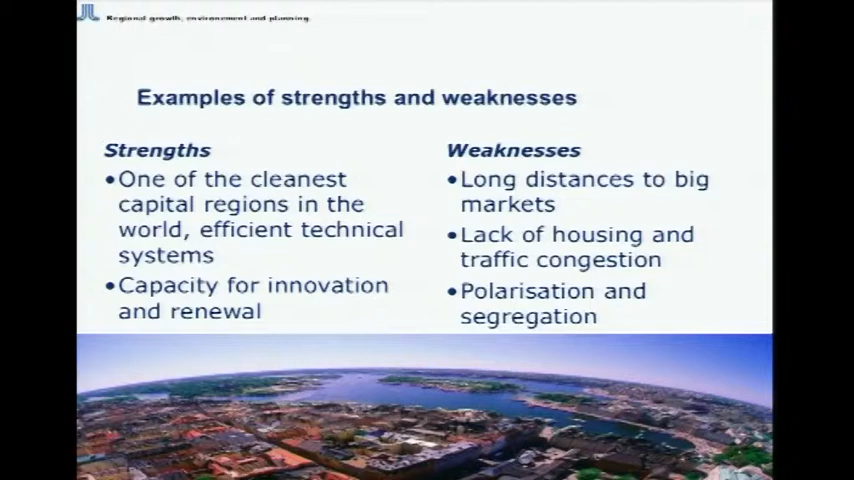 Regional growth, environement and planning
Examples of strengths and weaknesses
Strengths
•One of the cleanest
capital regions in the
world, efficient technical
systems
•Capacity for innovation
and renewal
Weaknesses
•Long distances to big
markets
•Lack of housing and
traffic congestion
•Polarisation and
segregation